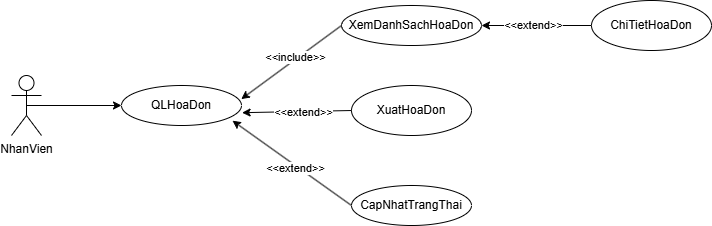 XemDanhSachHoaDon
<<extend>>
ChiTietHoaDon
<<include>>
QLHoaDon
<<extend>>
XuatHoaDon
NhanVien
<<extend>>
CapNhatTrangThai